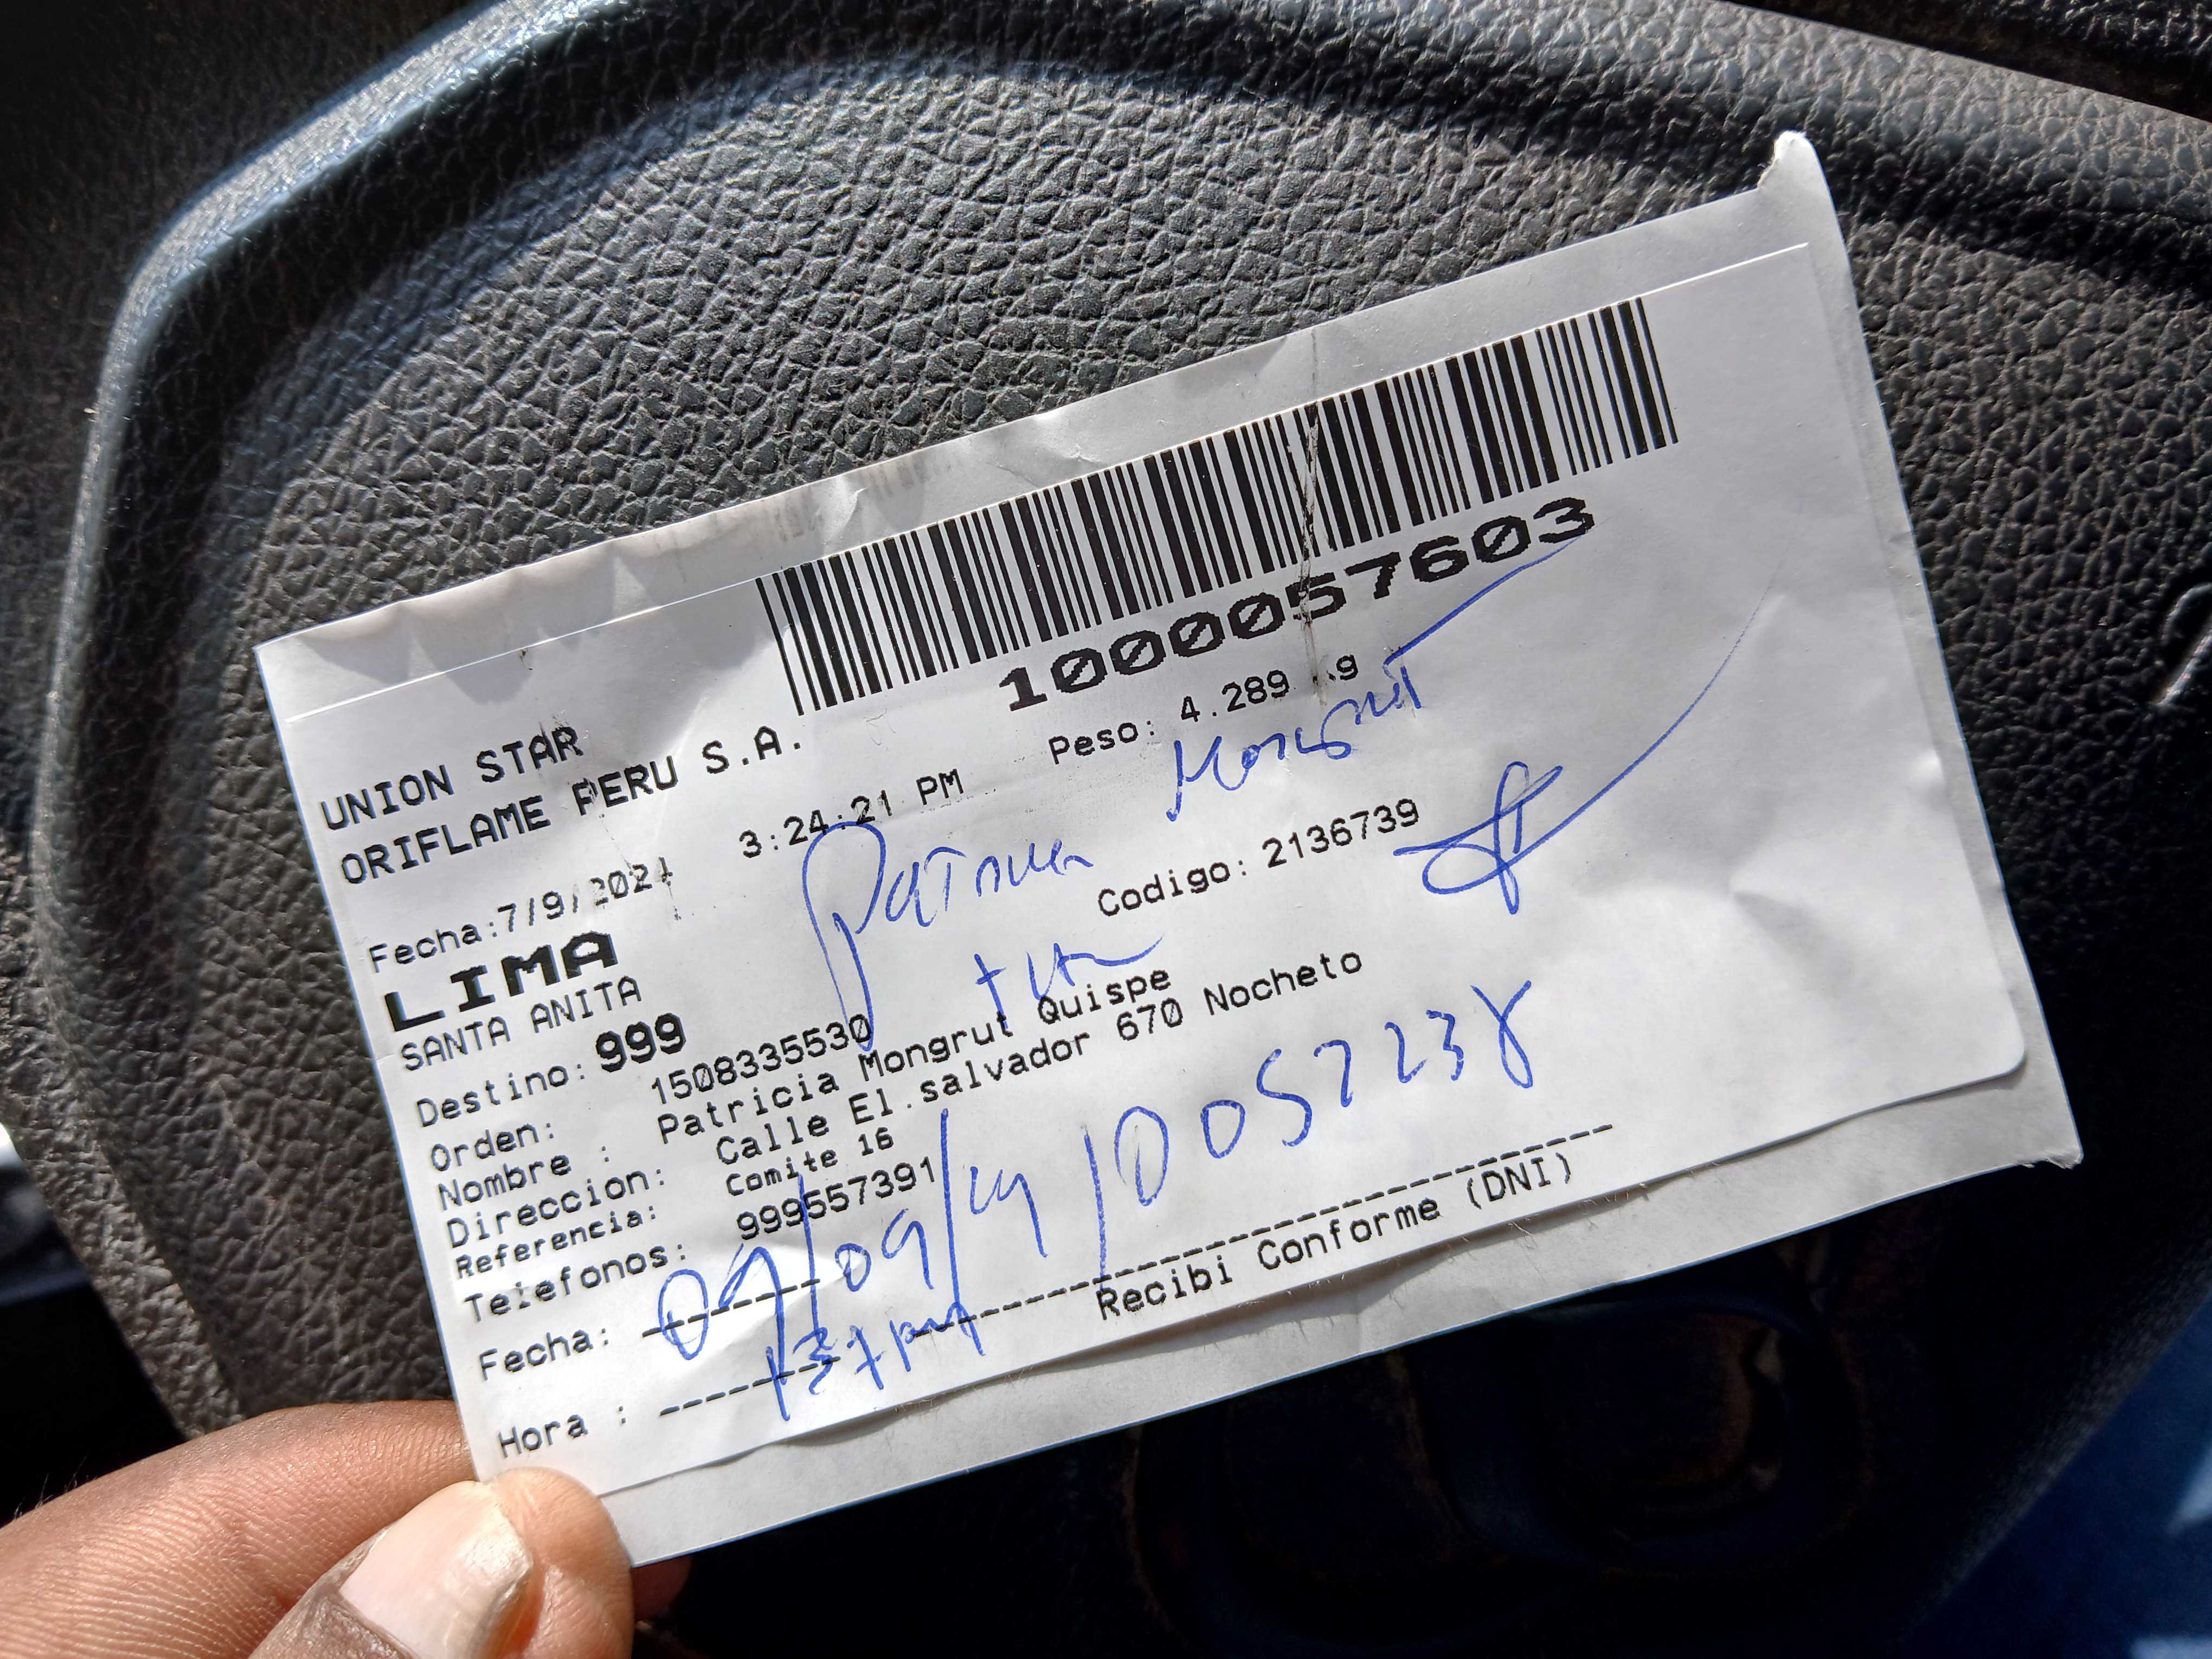 1000057603
UNION STAR
ORIFLAME PERU S.A.
Peso: 4.289
Fecha:7/9/2024 3:24:21 PM
Mongrut
LIMA
Patricia
SANTA ANITA
Codigo: 2136739
Destino: 999
Orden: 1508335530
Nombre : Patricia Mongrut Quispe
Direccion: Calle El.salvador 670 Nocheto
Referencia: Comite 16
Telefonos: 999557391
Fecha: 09/09/24
Hora :
Recibi Conforme (DNI)